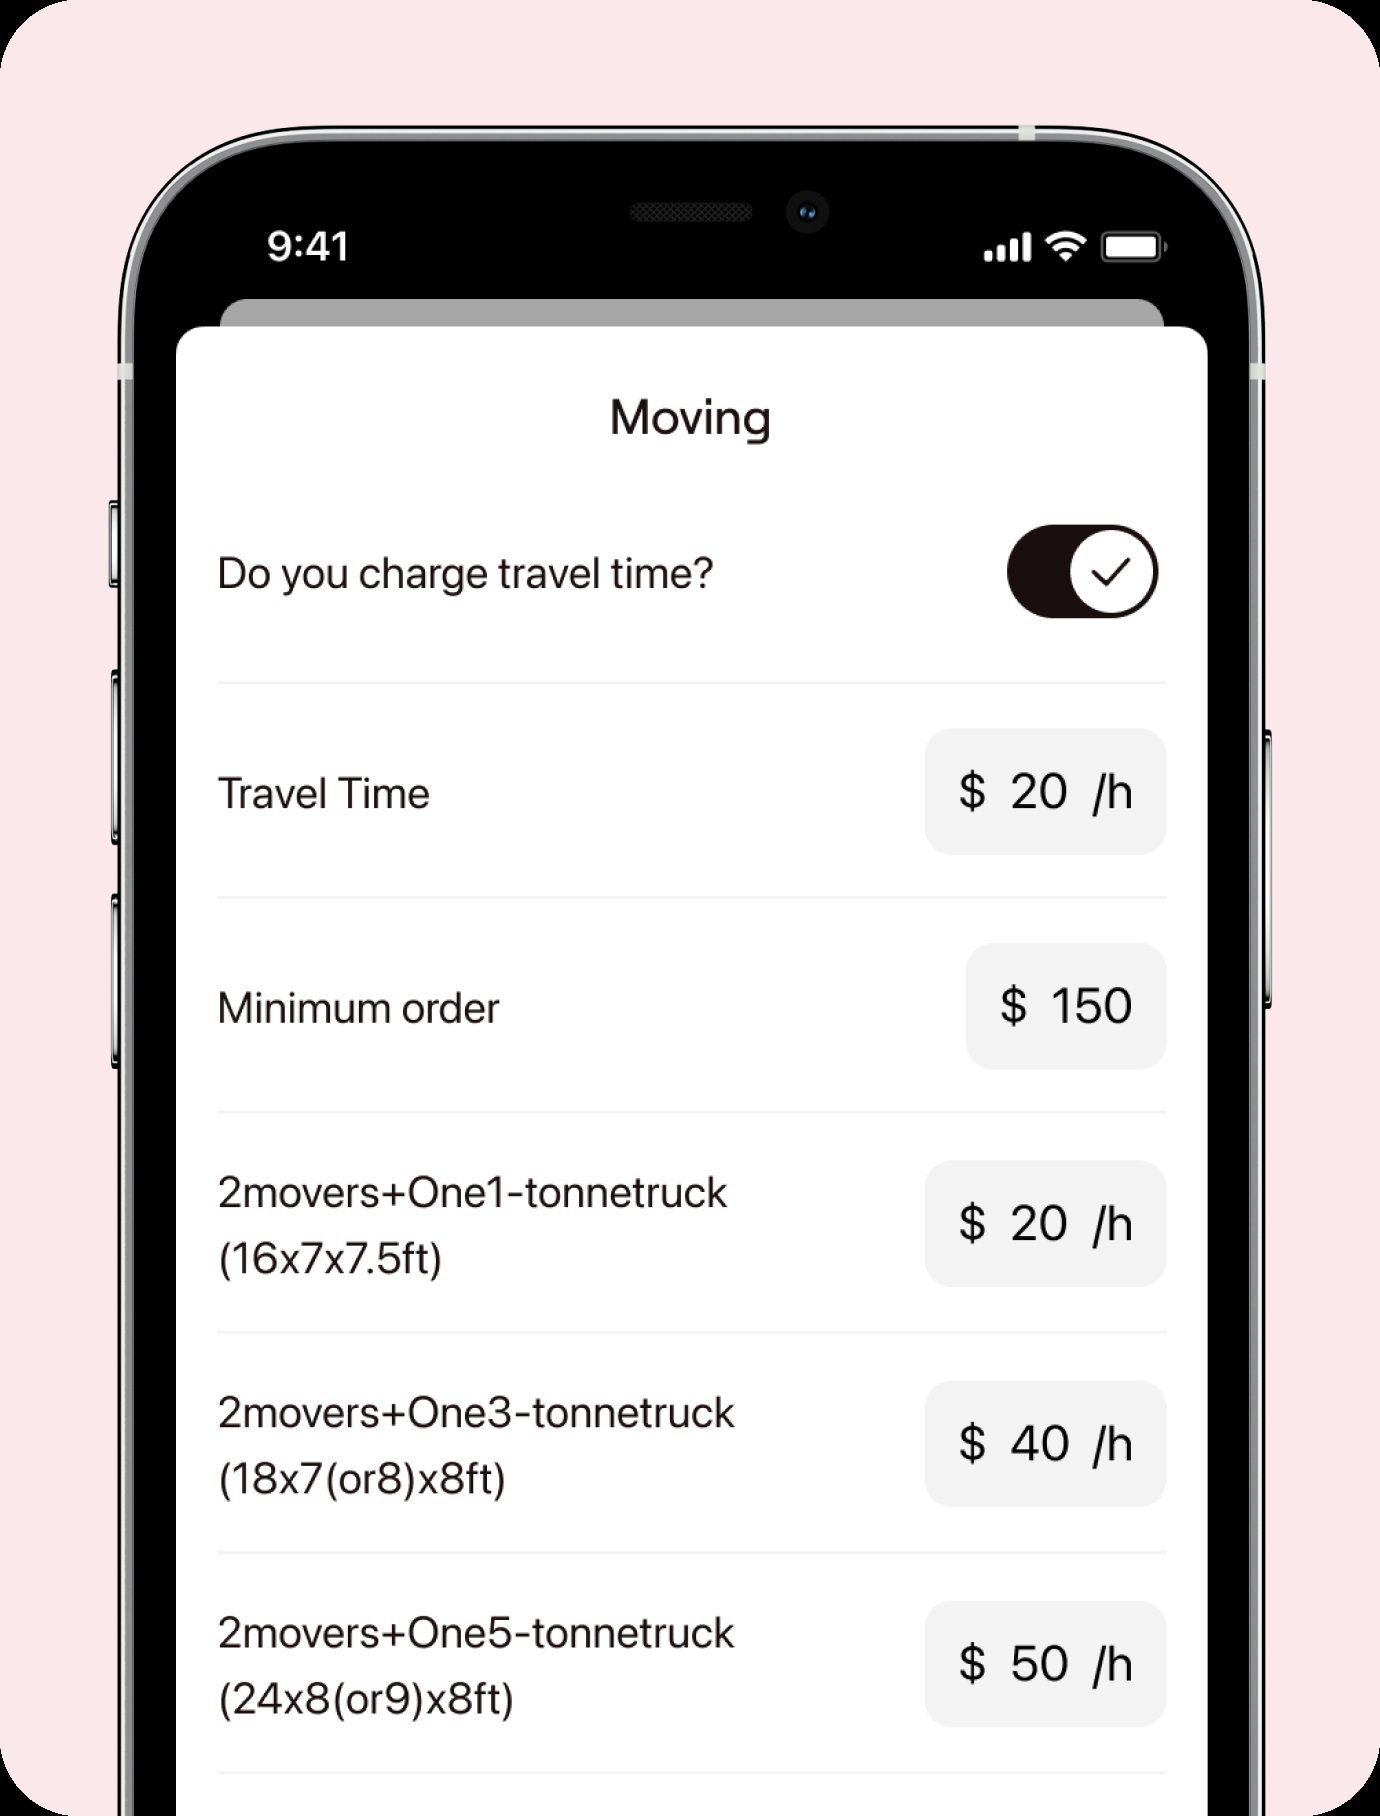 9:41
Moving
Do you charge travel time?
Travel Time
$ 20 /h
Minimum order
$ 150
2movers+One1-tonnetruck
(16x7x7.5ft)
$ 20 /h
2movers+One3-tonnetruck
(18x7(or8)x8ft)
$ 40 /h
2movers+One5-tonnetruck
(24x8(or9)x8ft)
$ 50 /h